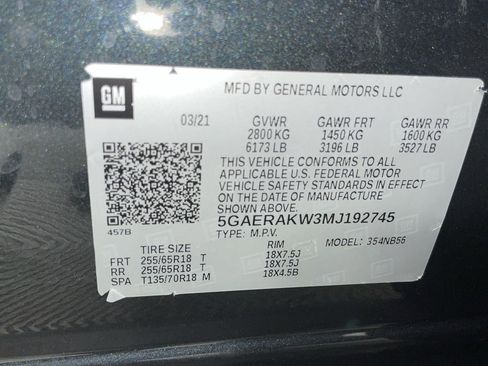 GM
MFD BY GENERAL MOTORS LLC
03/21 GVWR GAWR FRT GAWR RR
2800 KG 1450 KG 1600 KG
6173 LB 3196 LB 3527 LB
THIS VEHICLE CONFORMS TO ALL
APPLICABLE U.S. FEDERAL MOTOR
VEHICLE SAFETY STANDARDS IN EFFECT
ON THE DATE OF MANUFACTURE
SHOWN ABOVE.
457B
5GAERAKW3MJ192745
TYPE: M.P.V. MODEL: 354NB56
TIRE SIZE RIM
FRT 255/65R18 T 18X7.5J
RR 255/65R18 T 18X7.5J
SPA T135/70R18 M 18X4.5B